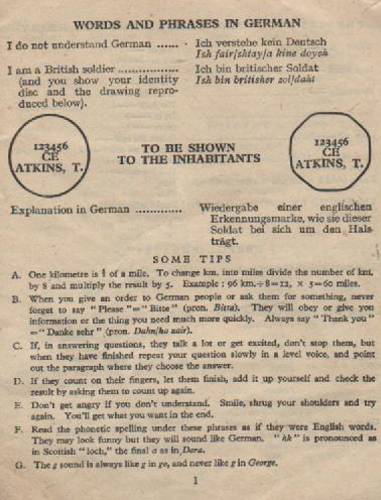 WORDS AND PHRASES IN GERMAN
I do not understand German ...... - Ich verstehe kein Deutsch
Ish fair/shtay/a kine doytsh
I am a British soldier ............... Ich bin britischer Soldat
(and you show your identity Ish bin britisher zol/daht
disc and the drawing repro-
duced below).
123456
CE
ATKINS, T.
TO BE SHOWN
TO THE INHABITANTS
123456
CE
ATKINS, T.
Explanation in German ............. Wiedergabe einer englischen
Erkennungsmarke, wie sie dieser
Soldat bei sich um den Hals
trägt.
SOME TIPS
A. One kilometre is ⅝ of a mile. To change km. into miles divide the number of km.
by 8 and multiply the result by 5. Example : 96 km.÷8=12, × 5=60 miles.
B. When you give an order to German people or ask them for something, never
forget to say " Please "=" Bitte " (pron. Bitta). They will obey or give you
information or the thing you need much quicker. Always say " Thank you "
=" Danke sehr " (pron. Dahn/ka zair).
C. If, in answering questions, they talk a lot or get excited, don't stop them, but
when they have finished repeat your question slowly in a level voice, and point
out the paragraph where they choose the answer.
D. If they count on their fingers, let them finish, add it up yourself and check the
result by asking them to count up again.
E. Don't get angry if you don't understand. Smile, shrug your shoulders and try
again. You'll get what you want in the end.
F. Read the phonetic spelling under these phrases as if they were English words.
They may look funny but they will sound like German. " hk " is pronounced as
in Scottish " loch," the final a as in Dora.
G. The g sound is always like g in go, and never like g in George.
1